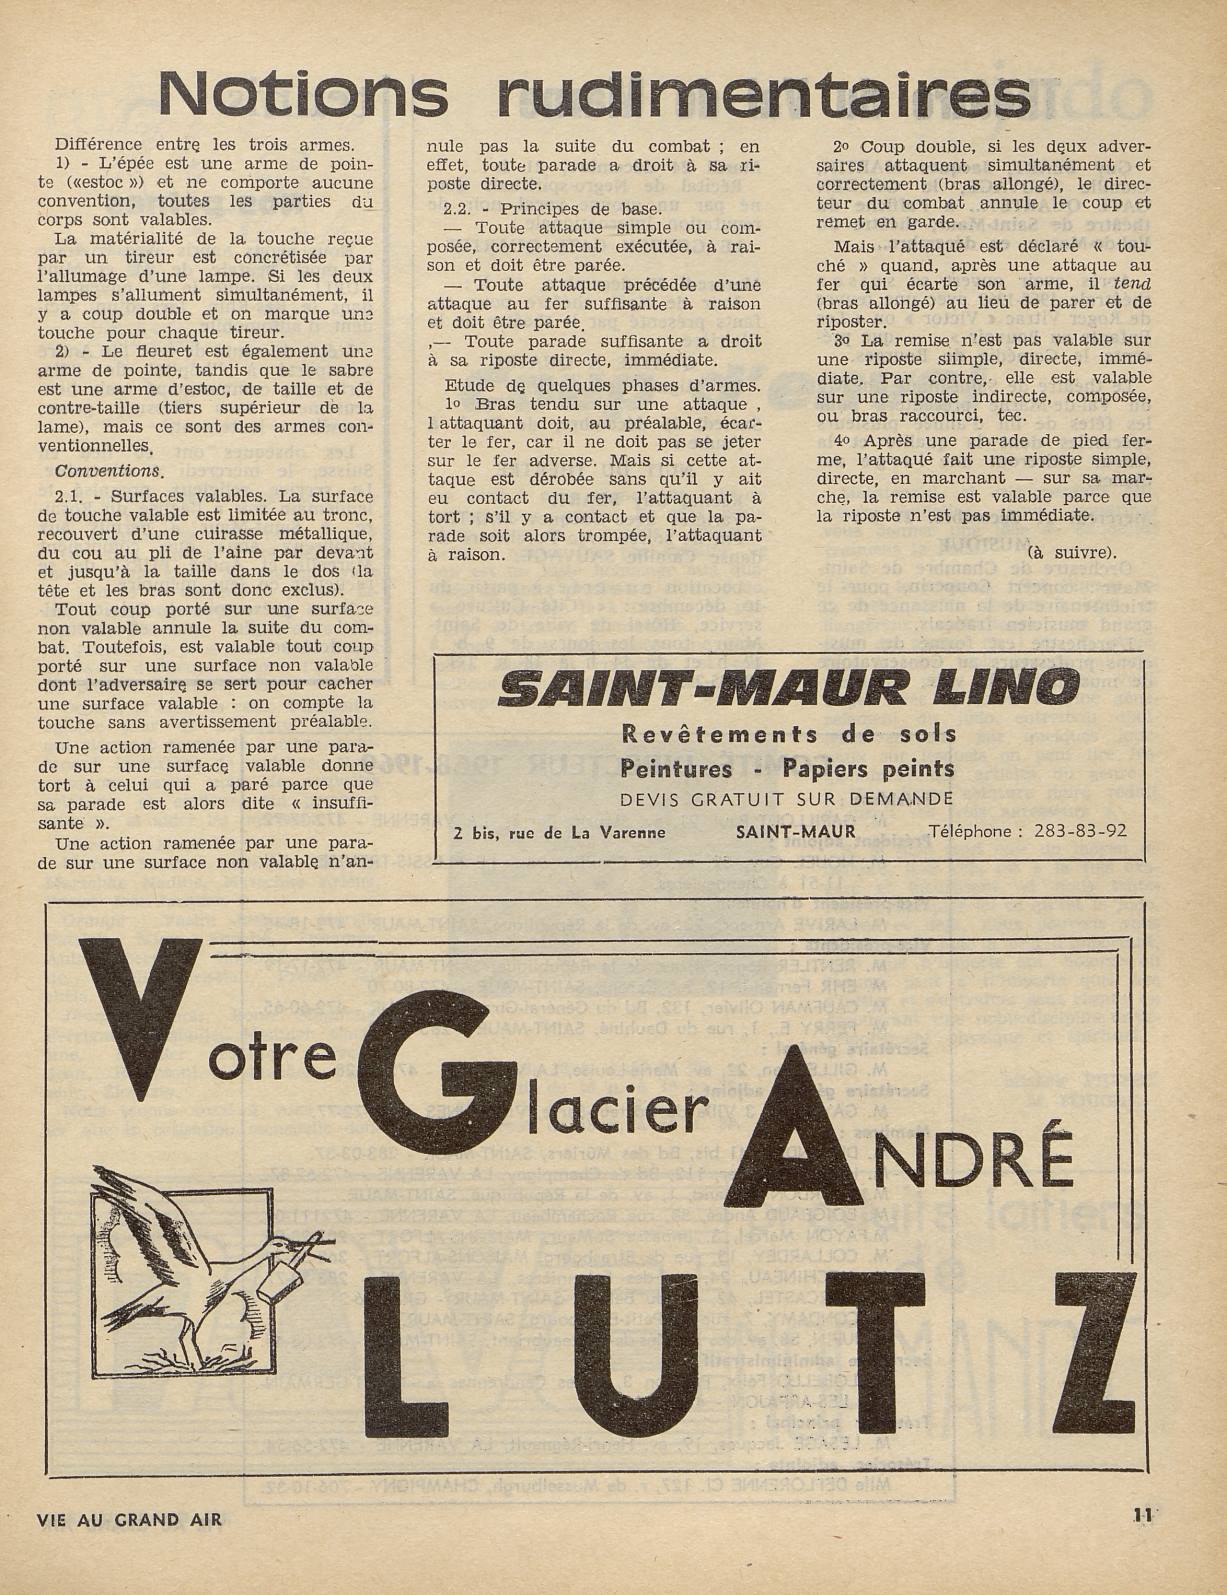 Notions rudimentaires
Différence entre les trois armes.
1) - L'épée est une arme de poin-
te («estoc ») et ne comporte aucune
convention, toutes les parties du
corps sont valables.
La matérialité de la touche reçue
par un tireur est concrétisée par
l'allumage d'une lampe. Si les deux
lampes s'allument simultanément, il
y a coup double et on marque une
touche pour chaque tireur.
2) - Le fleuret est également une
arme de pointe, tandis que le sabre
est une arme d'estoc, de taille et de
contre-taille (tiers supérieur de la
lame), mais ce sont des armes con-
ventionnelles.
Conventions.
2.1. - Surfaces valables. La surface
de touche valable est limitée au tronc,
recouvert d'une cuirasse métallique,
du cou au pli de l'aine par devant
et jusqu'à la taille dans le dos (la
tête et les bras sont donc exclus).
Tout coup porté sur une surface
non valable annule la suite du com-
bat. Toutefois, est valable tout coup
porté sur une surface non valable
dont l'adversaire se sert pour cacher
une surface valable : on compte la
touche sans avertissement préalable.
Une action ramenée par une para-
de sur une surface valable donne
tort à celui qui a paré parce que
sa parade est alors dite « insuffi-
sante ».
Une action ramenée par une para-
de sur une surface non valable n'an-
nule pas la suite du combat ; en
effet, toute parade a droit à sa ri-
poste directe.
2.2. - Principes de base.
— Toute attaque simple ou com-
posée, correctement exécutée, à rai-
son et doit être parée.
— Toute attaque précédée d'une
attaque au fer suffisante à raison
et doit être parée.
,— Toute parade suffisante a droit
à sa riposte directe, immédiate.
Etude de quelques phases d'armes.
1o Bras tendu sur une attaque ,
l attaquant doit, au préalable, écar-
ter le fer, car il ne doit pas se jeter
sur le fer adverse. Mais si cette at-
taque est dérobée sans qu'il y ait
eu contact du fer, l'attaquant à
tort ; s'il y a contact et que la pa-
rade soit alors trompée, l'attaquant
à raison.
2o Coup double, si les deux adver-
saires attaquent simultanément et
correctement (bras allongé), le direc-
teur du combat annule le coup et
remet en garde.
Mais l'attaqué est déclaré « tou-
ché » quand, après une attaque au
fer qui écarte son arme, il tend
(bras allongé) au lieu de parer et de
riposter.
3o La remise n'est pas valable sur
une riposte siimple, directe, immé-
diate. Par contre, elle est valable
sur une riposte indirecte, composée,
ou bras raccourci, tec.
4o Après une parade de pied fer-
me, l'attaqué fait une riposte simple,
directe, en marchant — sur sa mar-
che, la remise est valable parce que
la riposte n'est pas immédiate.
(à suivre).
SAINT-MAUR LINO
Revêtements de sols
Peintures - Papiers peints
DEVIS GRATUIT SUR DEMANDE
2 bis, rue de La Varenne SAINT-MAUR Téléphone : 283-83-92
Votre Glacier ANDRÉ
LUTZ
VIE AU GRAND AIR 11